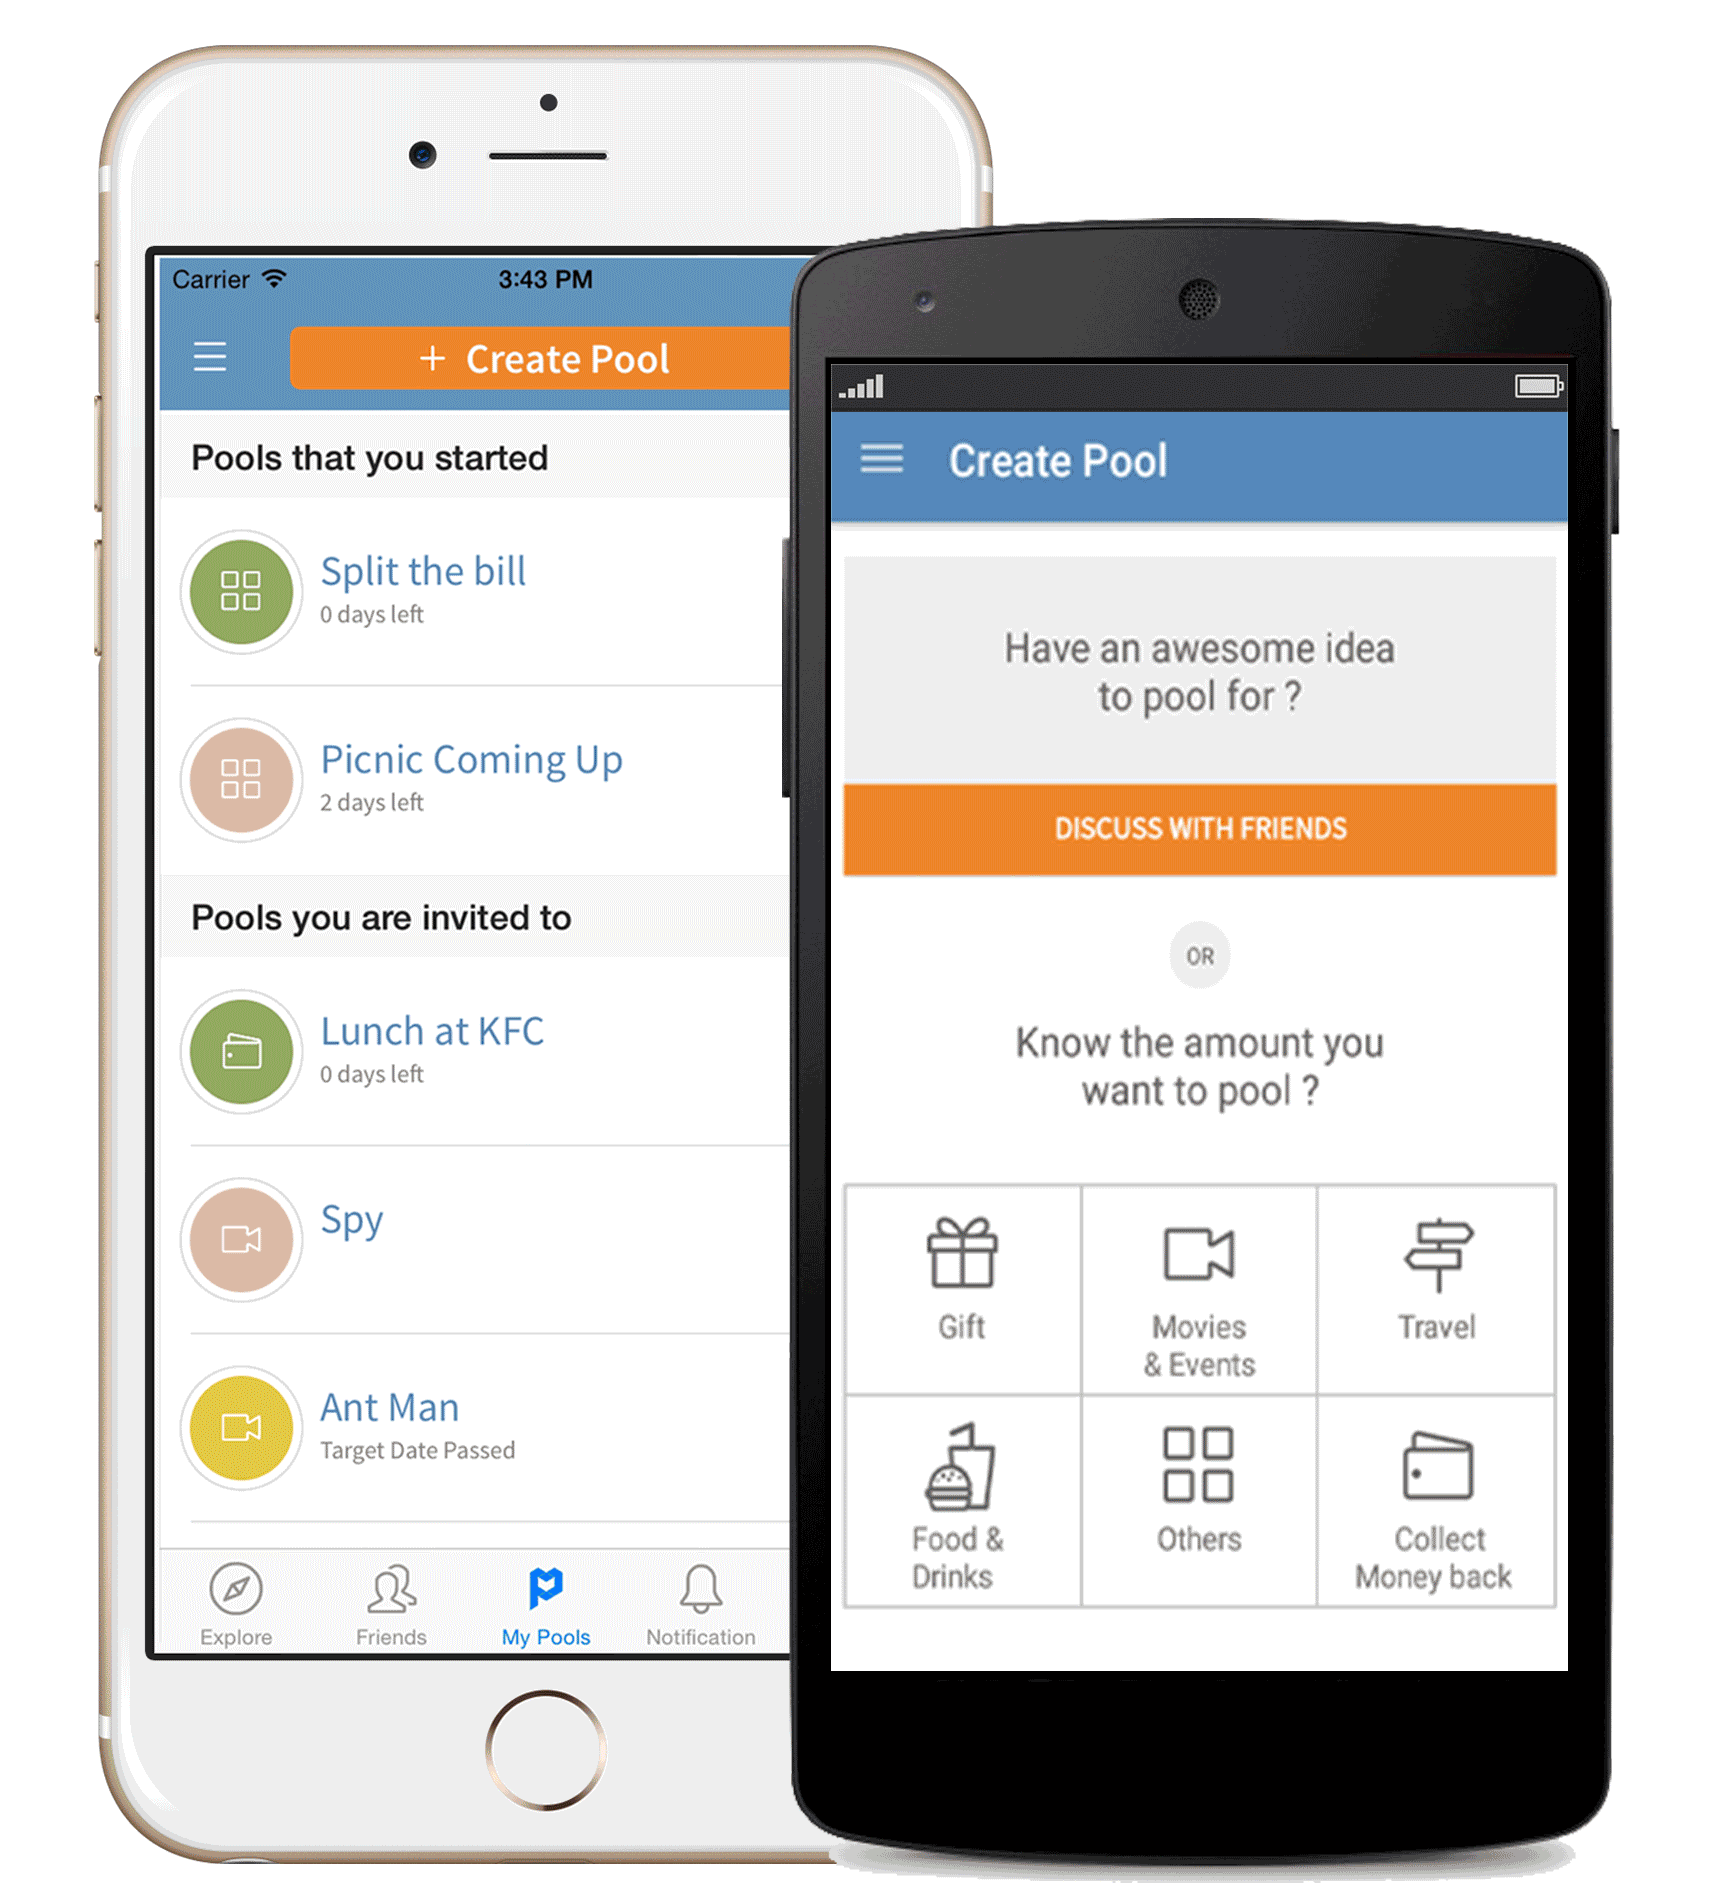 Carrier
3:43 PM
+ Create Pool
Pools that you started
Split the bill
0 days left
Picnic Coming Up
2 days left
Pools you are invited to
Lunch at KFC
0 days left
Spy
Ant Man
Target Date Passed
Explore
Friends
My Pools
Notification
Create Pool
Have an awesome idea
to pool for ?
DISCUSS WITH FRIENDS
OR
Know the amount you
want to pool ?
Gift
Movies
& Events
Travel
Food &
Drinks
Others
Collect
Money back